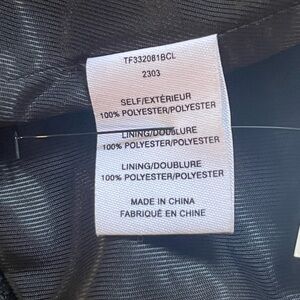 TF332081BCL
2303
SELF/EXTÉRIEUR
100% POLYESTER/POLYESTER
LINING/DOUBLURE
100% POLYESTER/POLYESTER
LINING/DOUBLURE
100% POLYESTER/POLYESTER
MADE IN CHINA
FABRIQUÉ EN CHINE